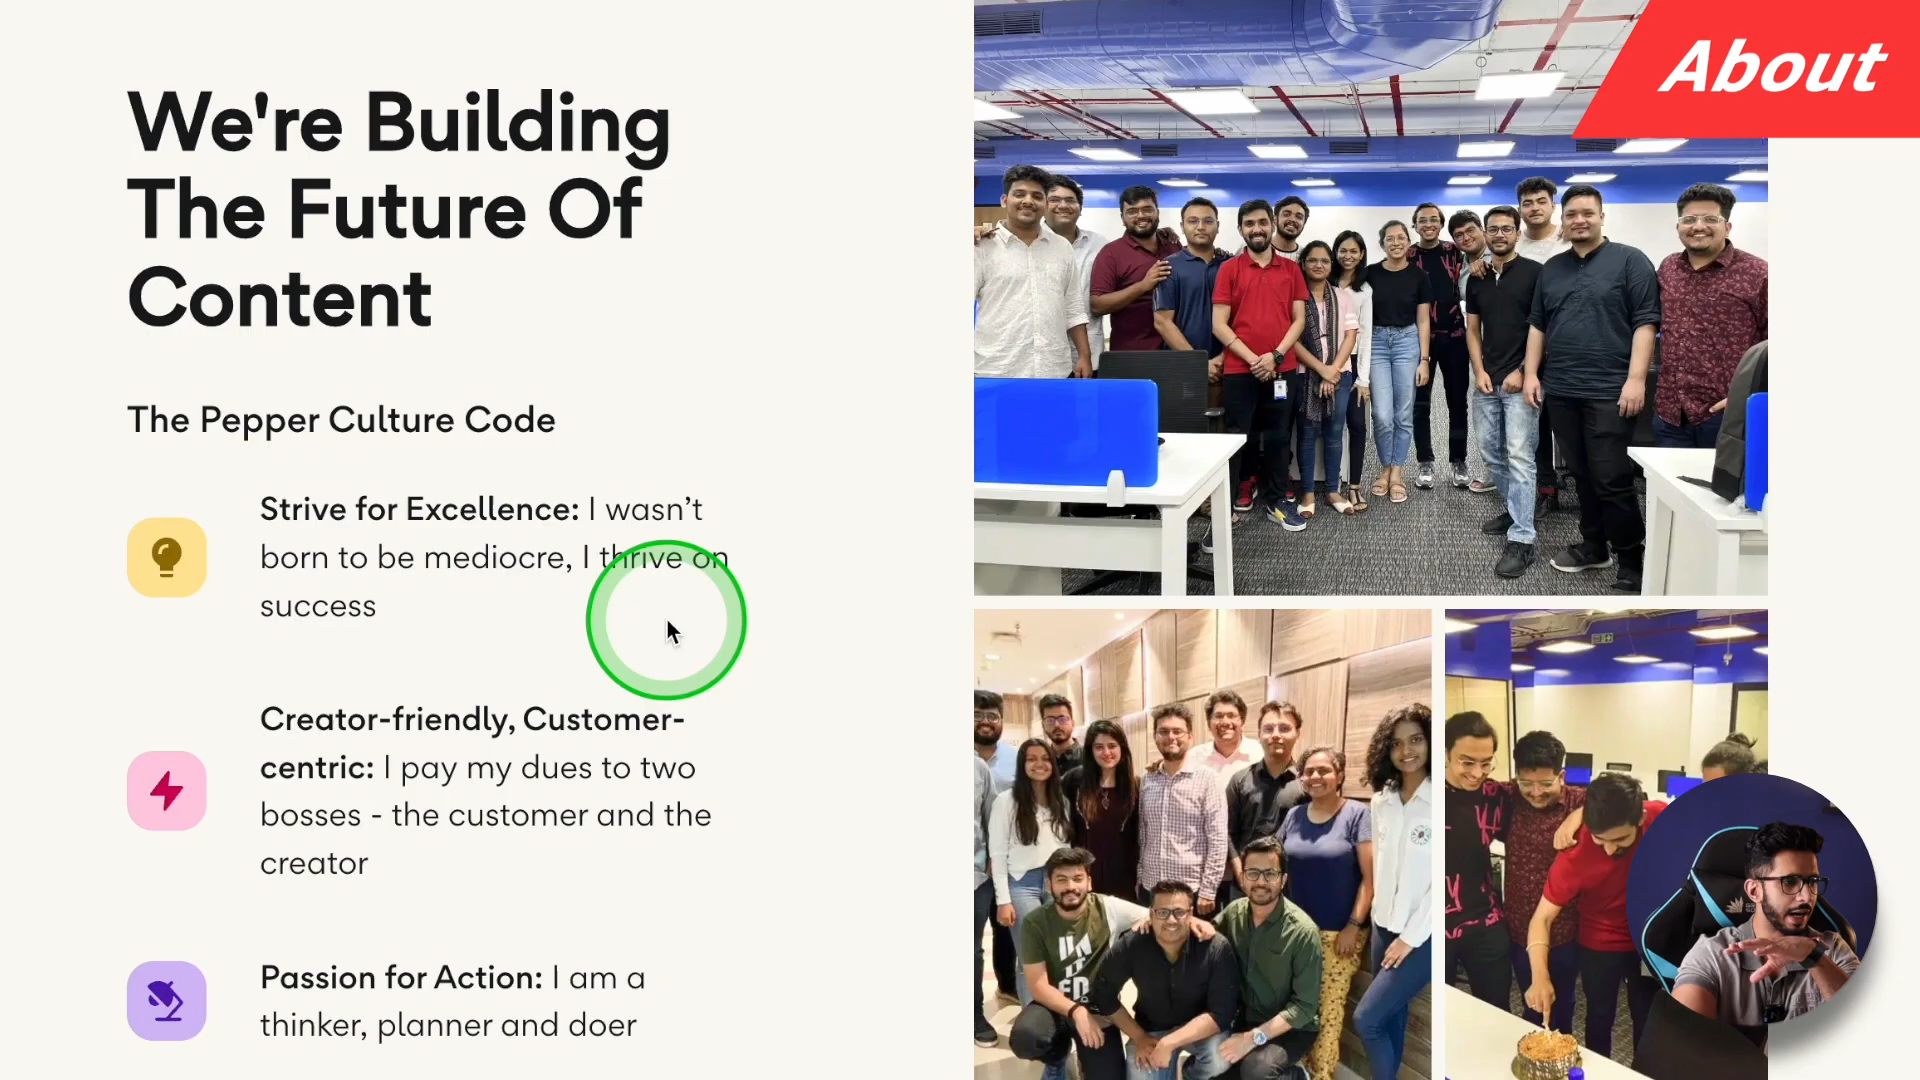 About
We're Building
The Future Of
Content
The Pepper Culture Code
Strive for Excellence: I wasn’t
born to be mediocre, I thrive on
success
Creator-friendly, Customer-
centric: I pay my dues to two
bosses - the customer and the
creator
Passion for Action: I am a
thinker, planner and doer